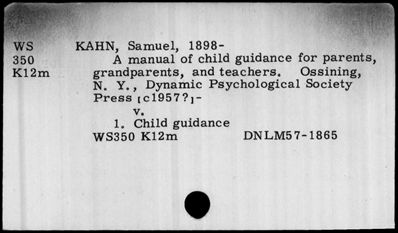 WS KAHN, Samuel, 1898-
350 A manual of child guidance for parents,
K12m grandparents, and teachers. Ossining,
N. Y., Dynamic Psychological Society
Press [c1957?]-
v.
1. Child guidance
WS350 K12m DNLM57-1865